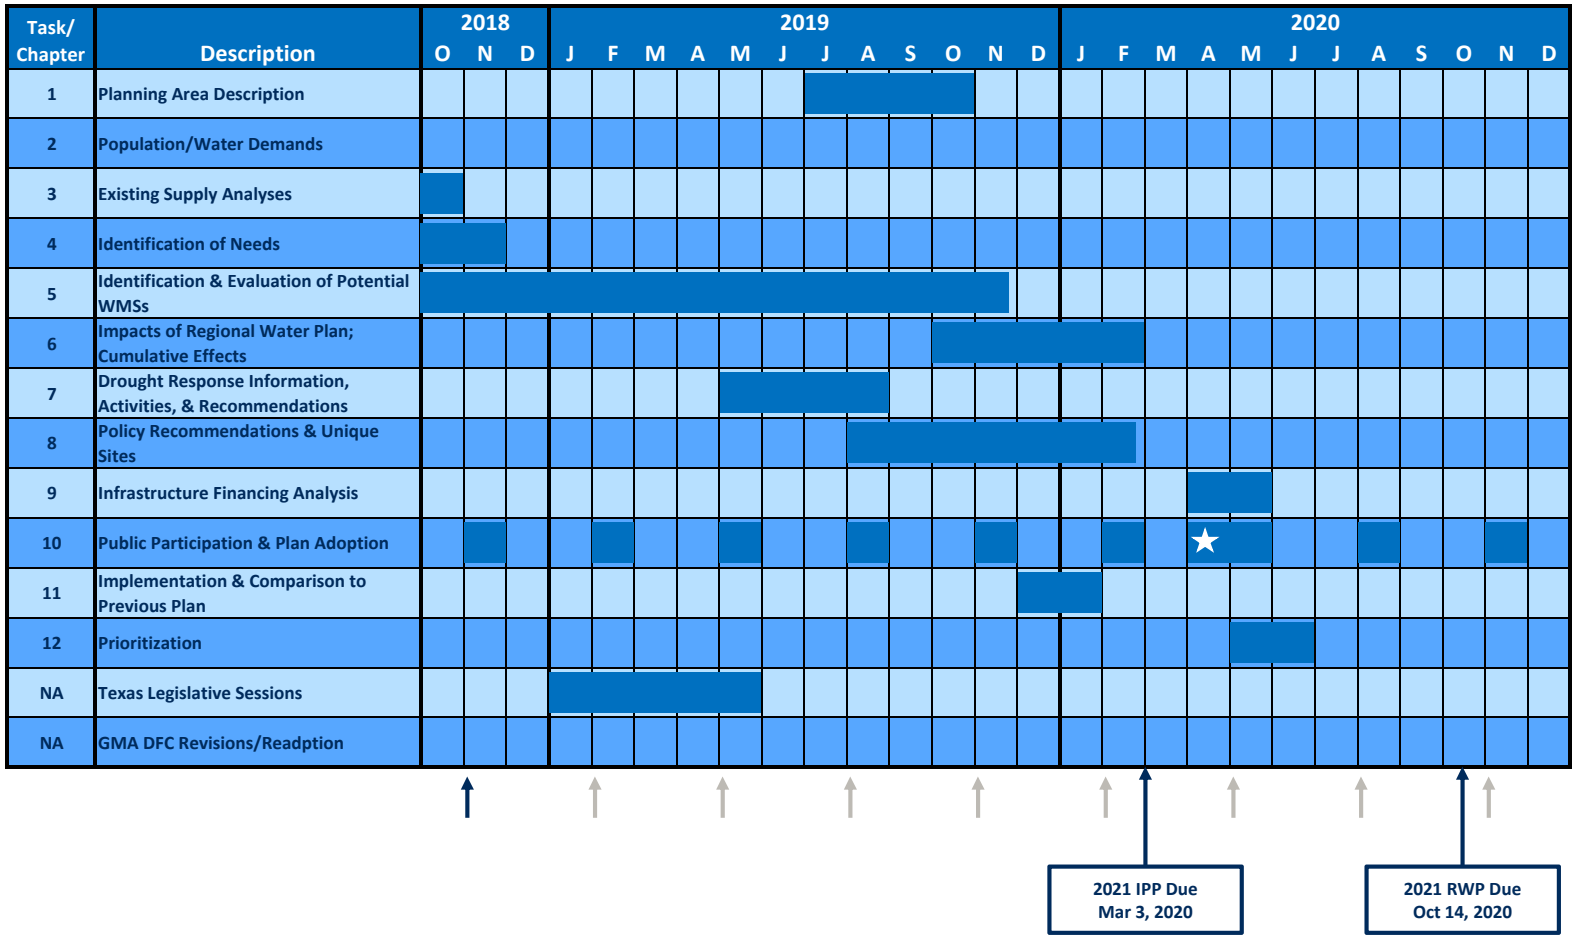 Task/
Chapter
Description
2018
2019
2020
O N D J F M A M J J A S O N D J F M A M J J A S O N D
1 Planning Area Description
2 Population/Water Demands
3 Existing Supply Analyses
4 Identification of Needs
5 Identification & Evaluation of Potential
WMSs
6 Impacts of Regional Water Plan;
Cumulative Effects
7 Drought Response Information,
Activities, & Recommendations
8 Policy Recommendations & Unique
Sites
9 Infrastructure Financing Analysis
10 Public Participation & Plan Adoption
11 Implementation & Comparison to
Previous Plan
12 Prioritization
NA Texas Legislative Sessions
NA GMA DFC Revisions/Readption
2021 IPP Due
Mar 3, 2020
2021 RWP Due
Oct 14, 2020